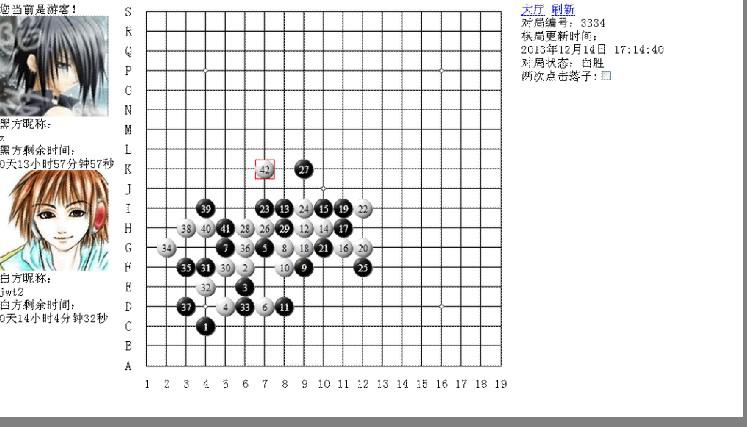 您当前是游客!
黑方昵称:
z
黑方剩余时间:
0天13小时57分钟57秒
白方昵称:
jwt2
白方剩余时间:
0天14小时4分钟32秒
S
R
Q
P
O
N
M
L
K 42 27
J
I 39 23 13 24 15 19 22
H 38 40 41 28 26 29 12 14 17
G 34 7 36 5 8 18 21 16 20
F 35 31 30 2 10 9 25
E 32 3
D 37 4 33 6 11
C 1
B
A
1 2 3 4 5 6 7 8 9 10 11 12 13 14 15 16 17 18 19
大厅 刷新
对局编号: 3334
棋局更新时间:
2013年12月14日 17:14:40
对局状态: 白胜
两次点击落子: